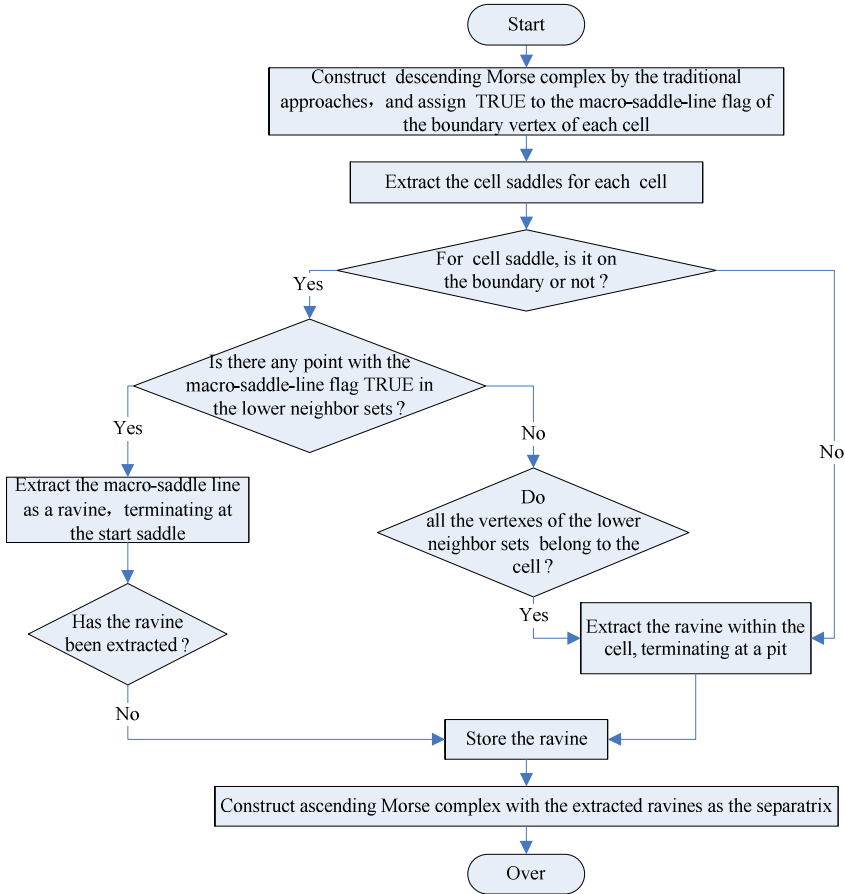 Start
Construct descending Morse complex by the traditional
approaches，and assign TRUE to the macro-saddle-line flag of
the boundary vertex of each cell
Extract the cell saddles for each cell
For cell saddle, is it on
the boundary or not ?
Yes
Is there any point with the
macro-saddle-line flag TRUE in
the lower neighbor sets ?
Yes
No
No
Extract the macro-saddle line
as a ravine，terminating at
the start saddle
Do
all the vertexes of the lower
neighbor sets belong to the
cell ?
Has the ravine
been extracted ?
Yes
Extract the ravine within the
cell, terminating at a pit
No
Store the ravine
Construct ascending Morse complex with the extracted ravines as the separatrix
Over